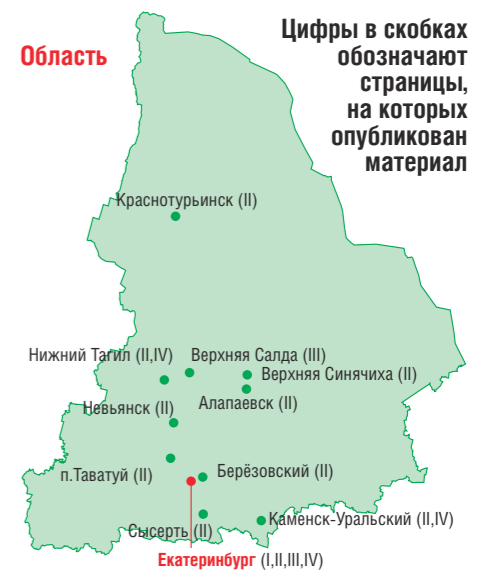 Область
Цифры в скобках
обозначают
страницы,
на которых
опубликован
материал
Краснотурьинск (II)
Нижний Тагил (II,IV)
Верхняя Салда (III)
Верхняя Синячиха (II)
Алапаевск (II)
Невьянск (II)
п.Таватуй (II)
Берёзовский (II)
Сысерть (II)
Каменск-Уральский (II,IV)
Екатеринбург (I,II,III,IV)